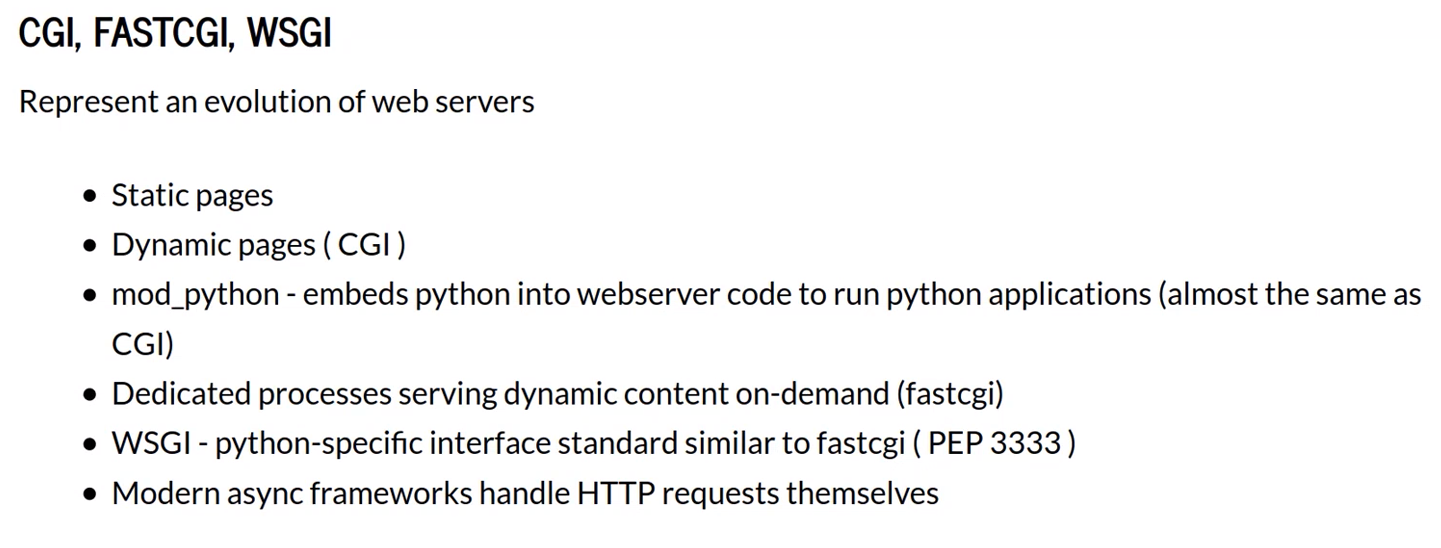 CGI, FASTCGI, WSGI
Represent an evolution of web servers
• Static pages
• Dynamic pages ( CGI )
• mod_python - embeds python into webserver code to run python applications (almost the same as
CGI)
• Dedicated processes serving dynamic content on-demand (fastcgi)
• WSGI - python-specific interface standard similar to fastcgi ( PEP 3333 )
• Modern async frameworks handle HTTP requests themselves